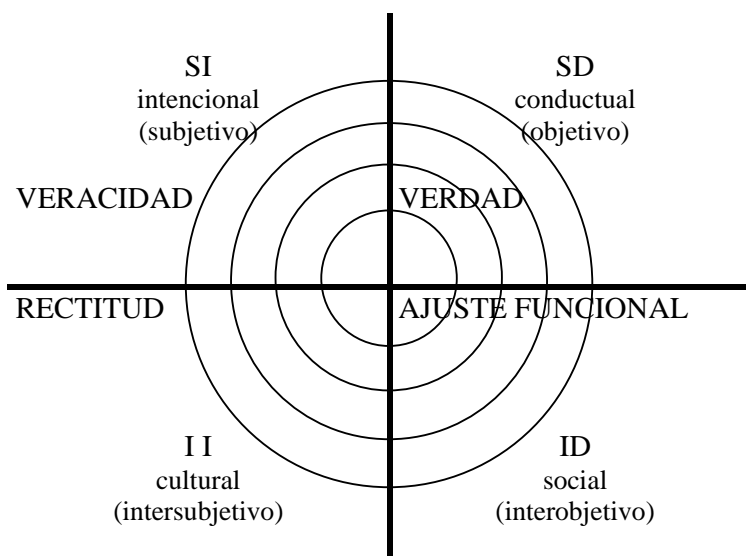 SI
intencional
(subjetivo)
SD
conductual
(objetivo)
VERACIDAD
VERDAD
RECTITUD
AJUSTE FUNCIONAL
I I
cultural
(intersubjetivo)
ID
social
(interobjetivo)